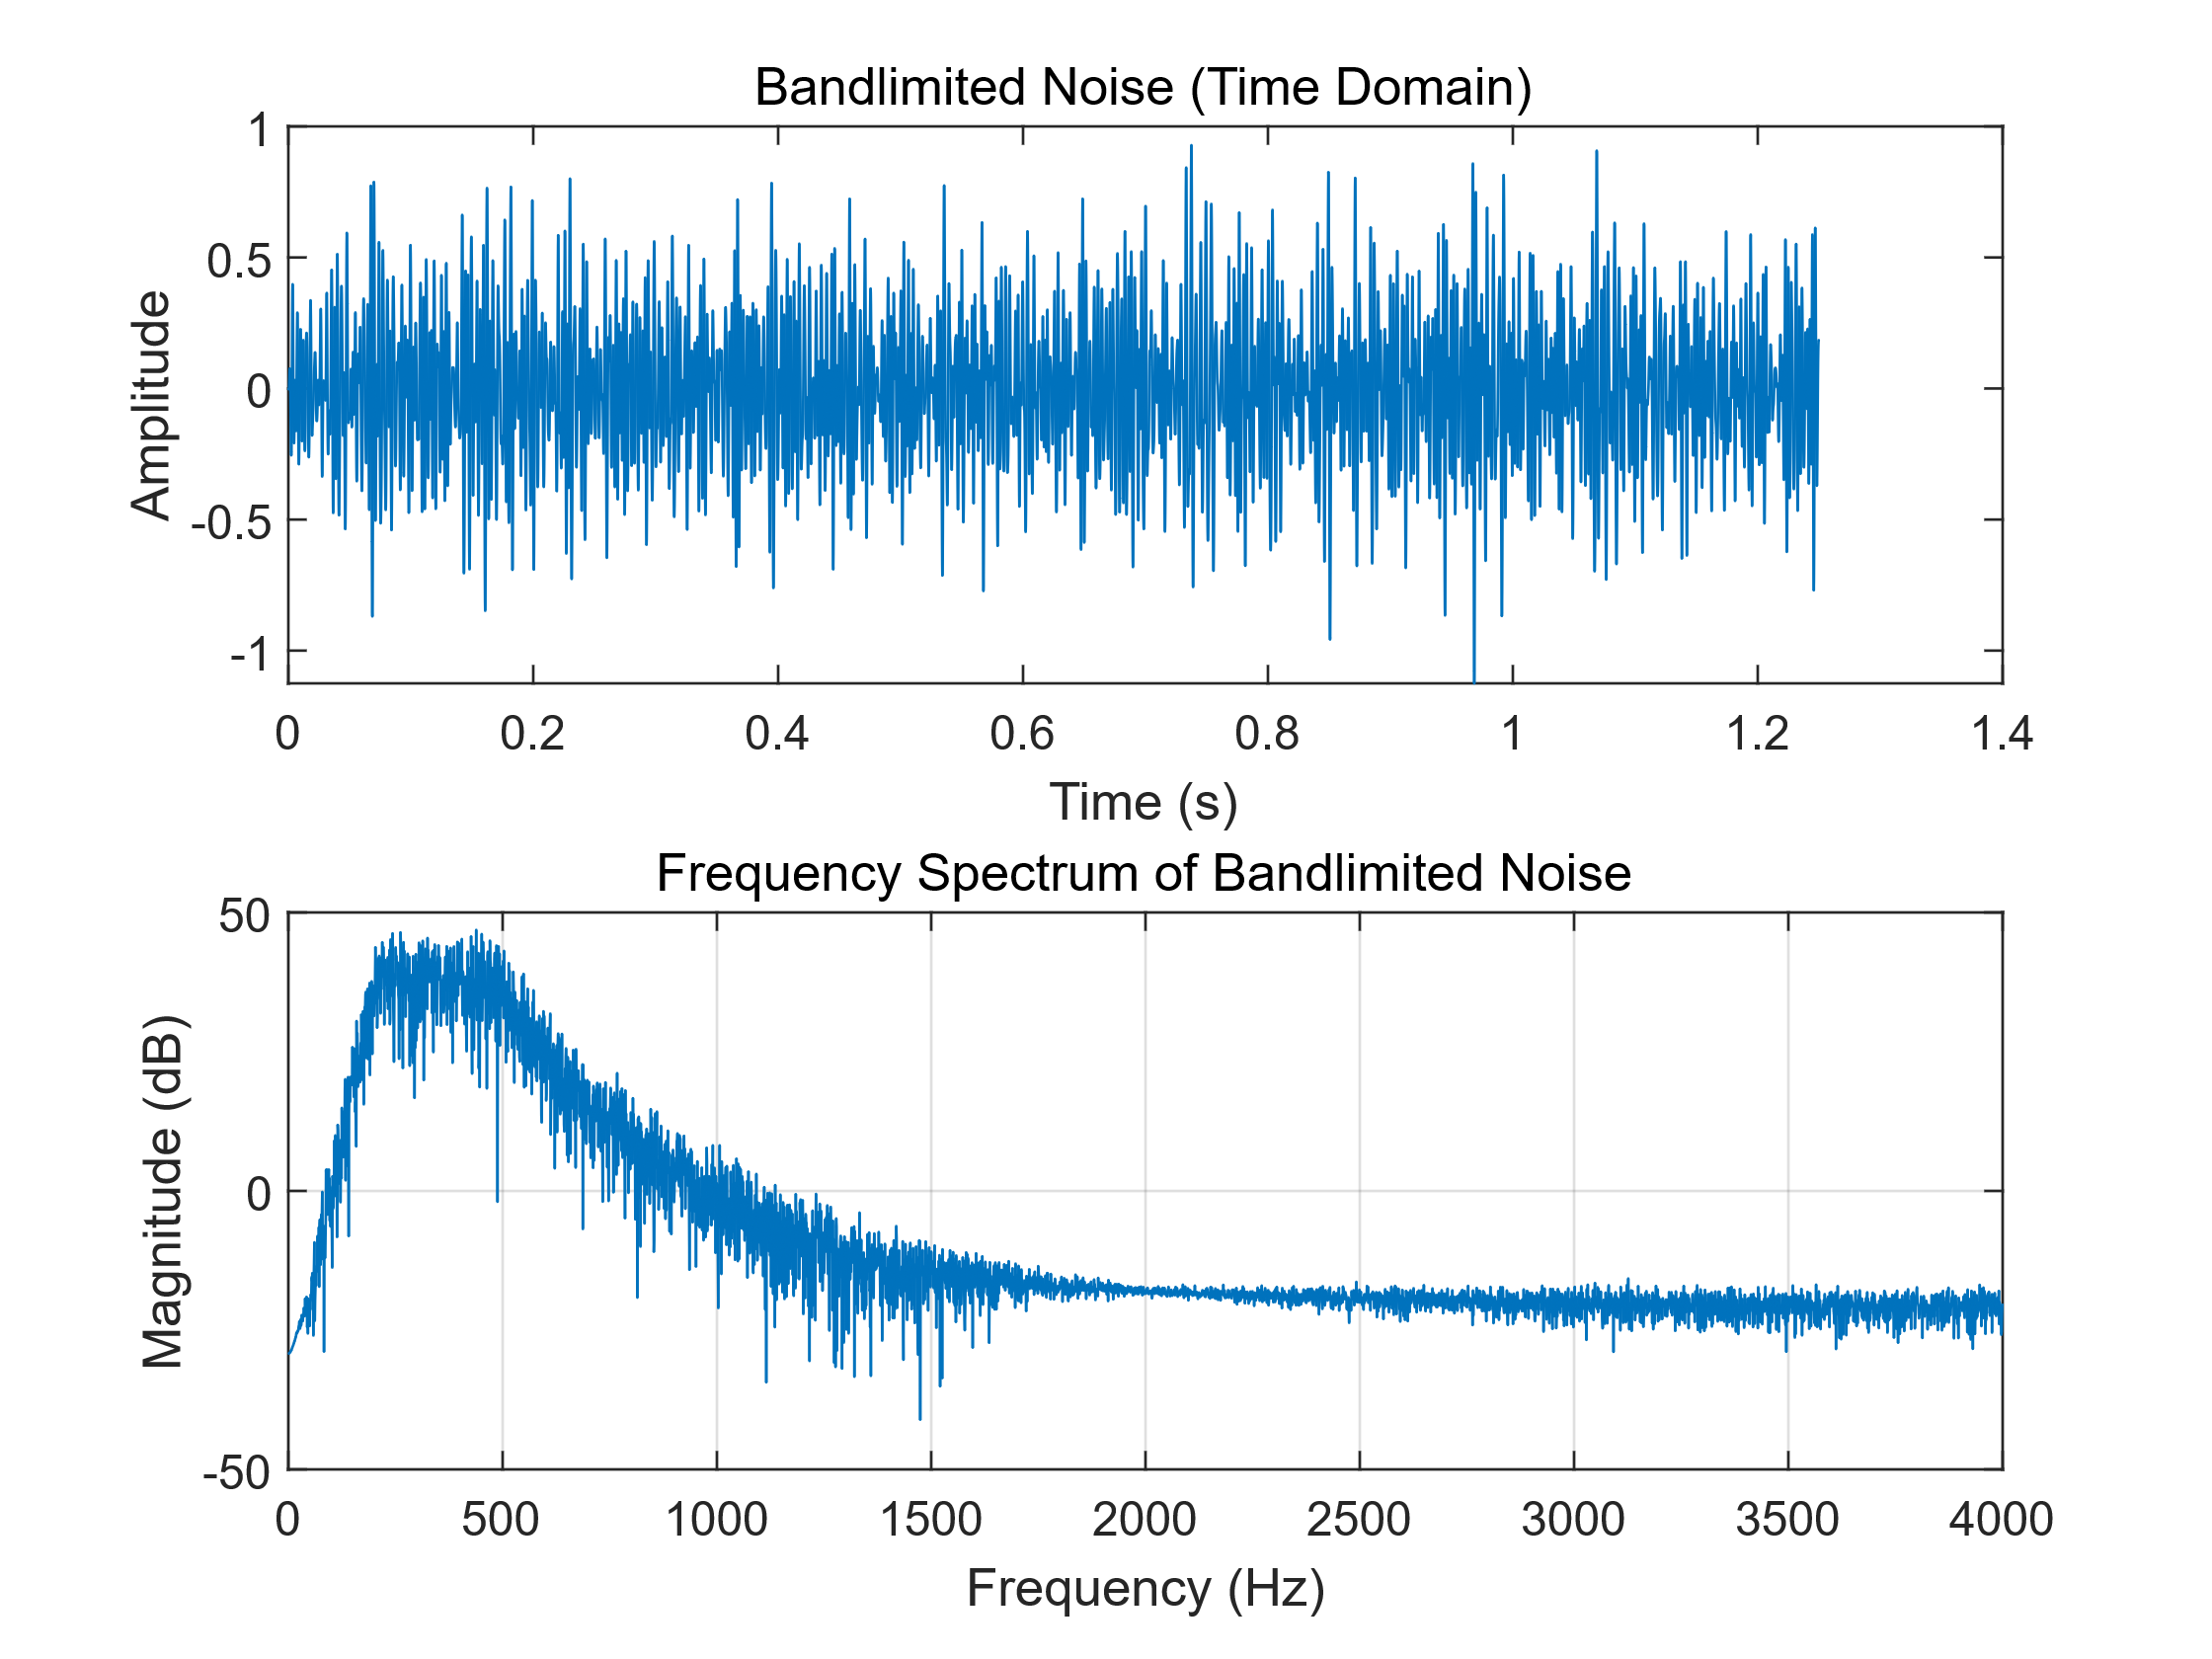 Bandlimited Noise (Time Domain)
1
0.5
0
-0.5
-1
Amplitude
0 0.2 0.4 0.6 0.8 1 1.2 1.4
Time (s)
Frequency Spectrum of Bandlimited Noise
50
0
-50
Magnitude (dB)
0 500 1000 1500 2000 2500 3000 3500 4000
Frequency (Hz)